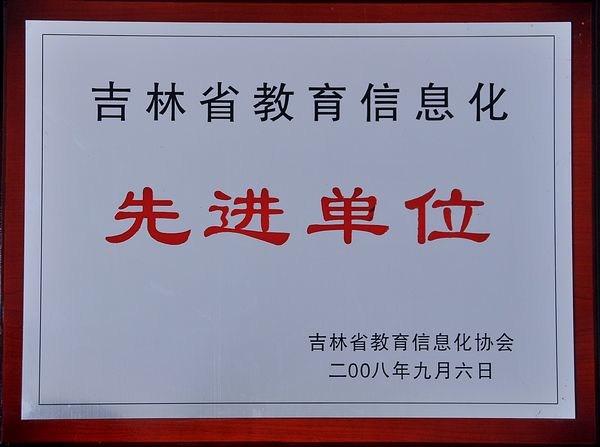 吉林省教育信息化
先进单位
吉林省教育信息化协会
二00八年九月六日